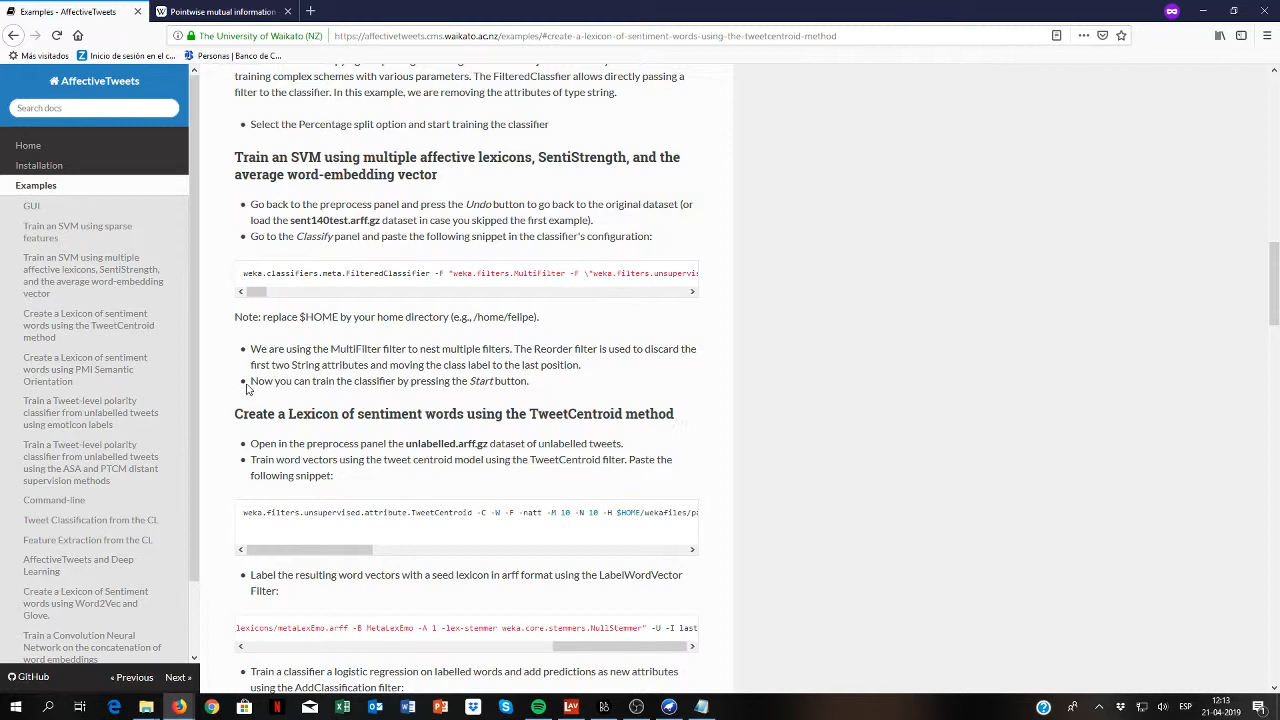 Examples - AffectiveTweets
Pointwise mutual information
The University of Waikato (NZ)
https://affectivetweets.cms.waikato.ac.nz/examples/#create-a-lexicon-of-sentiment-words-using-the-tweetcentroid-method
Más visitados
Inicio de sesión en el c...
Personas | Banco de C...
AffectiveTweets
Search docs
Home
Installation
Examples
GUI
Train an SVM using sparse
features
Train an SVM using multiple
affective lexicons, SentiStrength,
and the average word-embedding
vector
Create a Lexicon of sentiment
words using the TweetCentroid
method
Create a Lexicon of sentiment
words using PMI Semantic
Orientation
Train a Tweet-level polarity
classifier from unlabelled tweets
using emoticon labels
Train a Tweet-level polarity
classifier from unlabelled tweets
using the ASA and PTCM distant
supervision methods
Command-line
Tweet Classification from the CL
Feature Extraction from the CL
AffectiveTweets and Deep
Learning
Create a Lexicon of Sentiment
words using Word2Vec and
Glove.
Train a Convolution Neural
Network on the concatenation of
word embeddings
GitHub
« Previous
Next »
training complex schemes with various parameters. The FilteredClassfier allows directly passing a
filter to the classifier. In this example, we are removing the attributes of type string.
Select the Percentage split option and start training the classifier
Train an SVM using multiple affective lexicons, SentiStrength, and the
average word-embedding vector
Go back to the preprocess panel and press the Undo button to go back to the original dataset (or
load the sent140test.arff.gz dataset in case you skipped the first example).
Go to the Classify panel and paste the following snippet in the classifier's configuration:
weka.classifiers.meta.FilteredClassifier -F "weka.filters.MultiFilter -F \"weka.filters.unsupervis
Note: replace $HOME by your home directory (e.g., /home/felipe).
We are using the MultiFilter filter to nest multiple filters. The Reorder filter is used to discard the
first two String attributes and moving the class label to the last position.
Now you can train the classifier by pressing the Start button.
Create a Lexicon of sentiment words using the TweetCentroid method
Open in the preprocess panel the unlabelled.arff.gz dataset of unlabelled tweets.
Train word vectors using the tweet centroid model using the TweetCentroid filter. Paste the
following snippet:
weka.filters.unsupervised.attribute.TweetCentroid -C -W -F -natt -M 10 -N 10 -H $HOME/wekafiles/pa
Label the resulting word vectors with a seed lexicon in arff format using the LabelWordVector
Filter:
lexicons/metaLexEmo.arff -B MetaLexEmo -A 1 -lex-stemmer weka.core.stemmers.NullStemmer" -U -I last
Train a classifier a logistic regression on labelled words and add predictions as new attributes
using the AddClassification filter:
ESP
12:13
21-04-2019